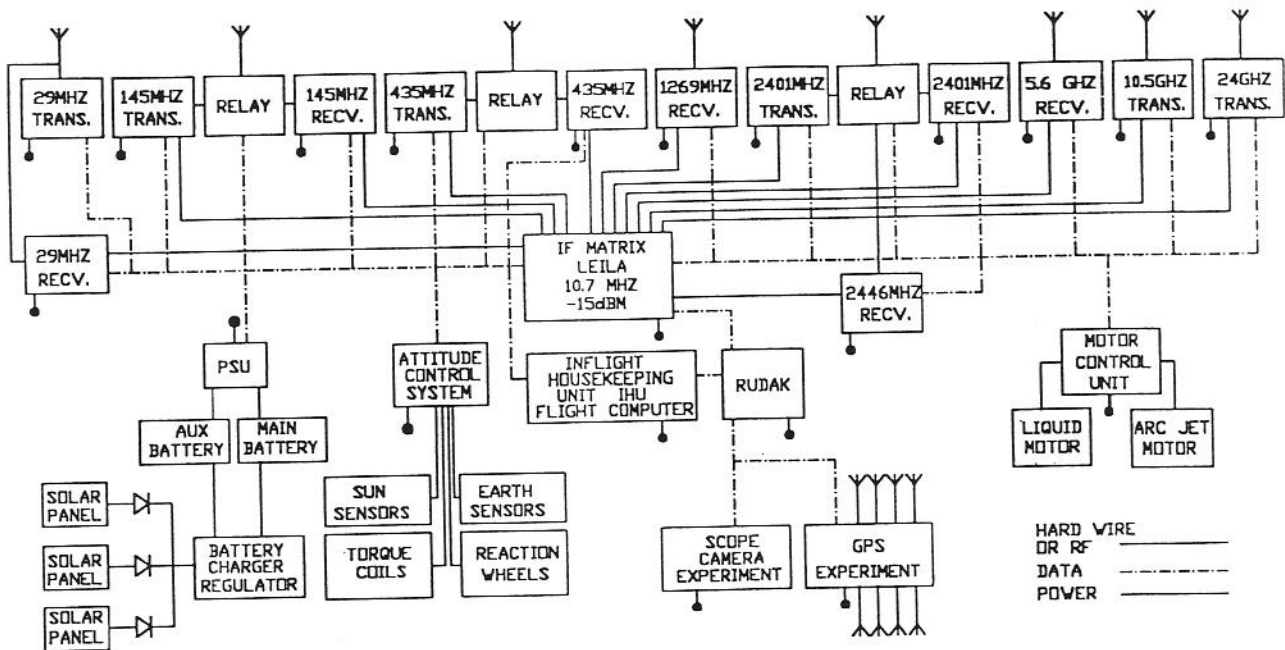 29MHZ
TRANS.
145MHZ
TRANS.
RELAY
145MHZ
RECV.
435MHZ
TRANS.
RELAY
435MHZ
RECV.
1269MHZ
RECV.
2401MHZ
TRANS.
RELAY
2401MHZ
RECV.
5.6 GHZ
RECV.
10.5GHZ
TRANS.
24GHZ
TRANS.
29MHZ
RECV.
IF MATRIX
LEILA
10.7 MHZ
-15dBM
2446MHZ
RECV.
PSU
ATTITUDE
CONTROL
SYSTEM
INFLIGHT
HOUSEKEEPING
UNIT IHU
FLIGHT COMPUTER
RUDAK
MOTOR
CONTROL
UNIT
AUX
BATTERY
MAIN
BATTERY
LIQUID
MOTOR
ARC JET
MOTOR
SOLAR
PANEL
SOLAR
PANEL
SOLAR
PANEL
BATTERY
CHARGER
REGULATOR
SUN
SENSORS
EARTH
SENSORS
TORQUE
COILS
REACTION
WHEELS
SCOPE
CAMERA
EXPERIMENT
GPS
EXPERIMENT
HARD WIRE
OR RF
DATA
POWER